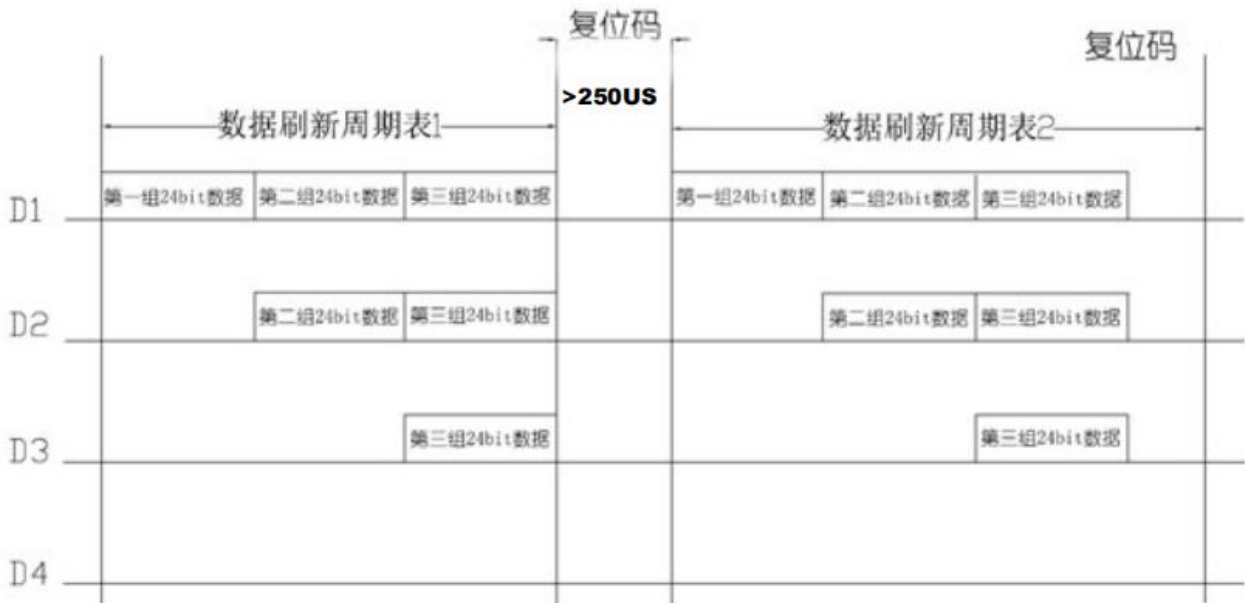 复位码
复位码
>250US
数据刷新周期表1
数据刷新周期表2
D1
第一组24bit数据
第二组24bit数据
第三组24bit数据
第一组24bit数据
第二组24bit数据
第三组24bit数据
D2
第二组24bit数据
第三组24bit数据
第二组24bit数据
第三组24bit数据
D3
第三组24bit数据
第三组24bit数据
D4